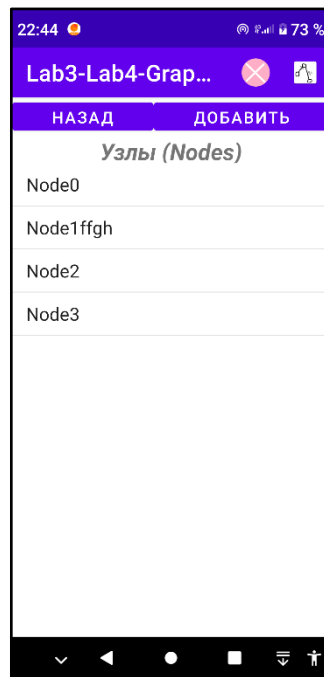 22:44 73 %
Lab3-Lab4-Grap...
НАЗАД ДОБАВИТЬ
Узлы (Nodes)
Node0
Node1ffgh
Node2
Node3